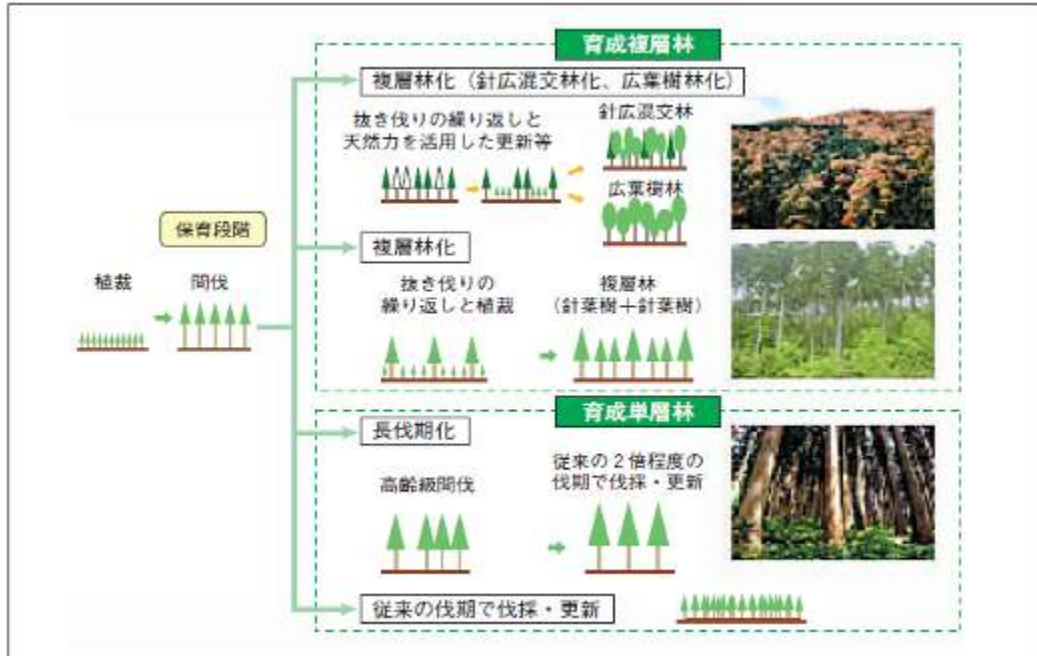 育成複層林
複層林化（針広混交林化、広葉樹林化）
抜き伐りの繰り返しと
天然力を活用した更新等
針広混交林
広葉樹林
保育段階
植裁
間伐
複層林化
抜き伐りの
繰り返しと植裁
複層林
（針葉樹＋針葉樹）
育成単層林
長伐期化
高齢級間伐
従来の２倍程度の
伐期で伐採・更新
従来の伐期で伐採・更新